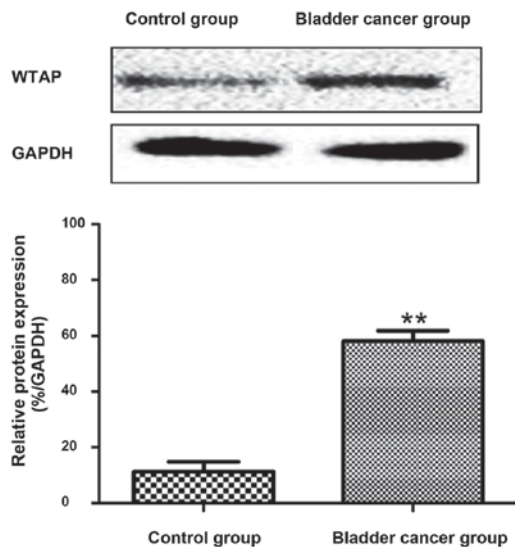 Control group Bladder cancer group
WTAP
GAPDH
100
80
60
40
20
0
Relative protein expression
(%/GAPDH)
**
Control group Bladder cancer group